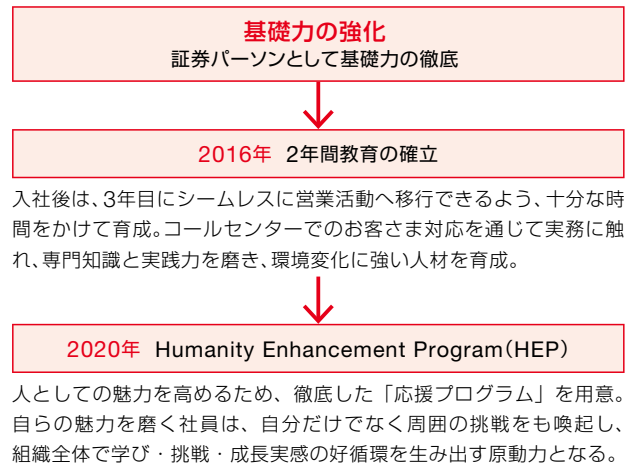 基礎力の強化
証券パーソンとして基礎力の徹底
2016年 2年間教育の確立
入社後は、3年目にシームレスに営業活動へ移行できるよう、十分な時
間をかけて育成。コールセンターでのお客さま対応を通じて実務に触
れ、専門知識と実践力を磨き、環境変化に強い人材を育成。
2020年 Humanity Enhancement Program(HEP)
人としての魅力を高めるため、徹底した「応援プログラム」を用意。
自らの魅力を磨く社員は、自分だけでなく周囲の挑戦をも喚起し、
組織全体で学び・挑戦・成長実感の好循環を生み出す原動力となる。